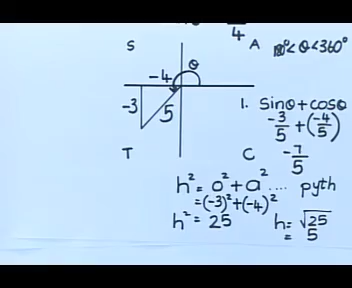 4
S A 180°<θ<360°
-4 θ
-3 5
1. Sinθ+cosθ
-3/5 +(-4/5)
T C -7/5
h²= o²+a² .... pyth
=(-3)²+(-4)²
h²= 25 h= √25
= 5